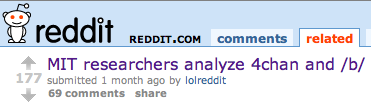 reddit REDDIT.COM comments related
MIT researchers analyze 4chan and /b/
177
submitted 1 month ago by lolreddit
69 comments share